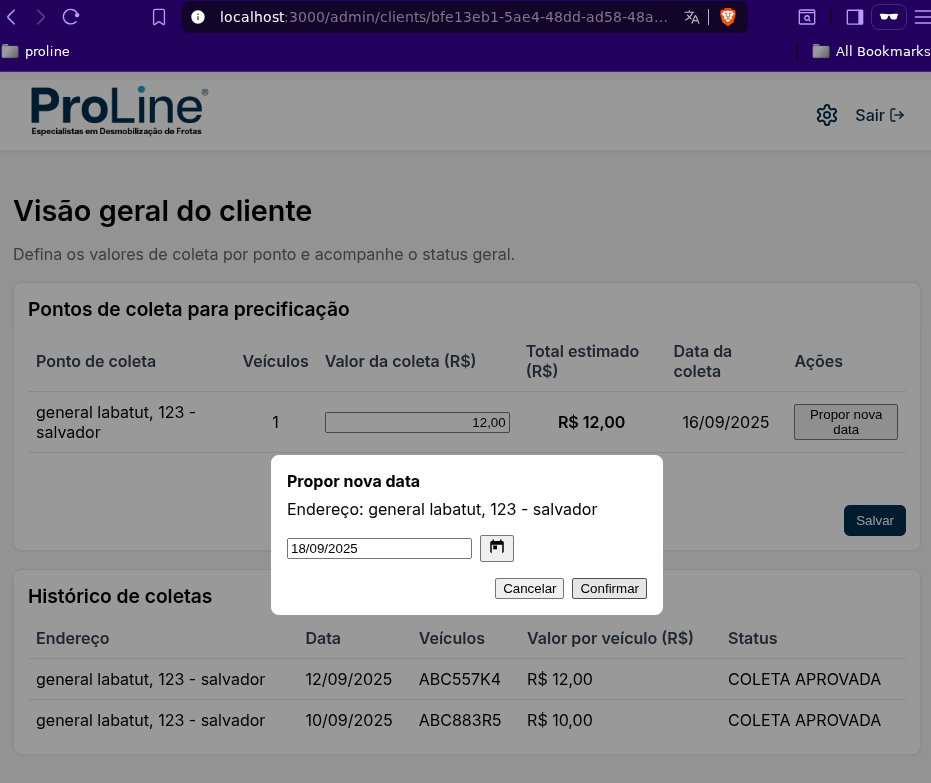 localhost:3000/admin/clients/bfe13eb1-5ae4-48dd-ad58-48a...
proline
All Bookmarks
ProLine®
Especialistas em Desmobilização de Frotas
Sair
Visão geral do cliente
Defina os valores de coleta por ponto e acompanhe o status geral.
Pontos de coleta para precificação
Ponto de coleta Veículos Valor da coleta (R$) Total estimado (R$) Data da coleta Ações
general labatut, 123 - salvador 1 12,00 R$ 12,00 16/09/2025 Propor nova data
Propor nova data
Endereço: general labatut, 123 - salvador
18/09/2025
Cancelar Confirmar
Salvar
Histórico de coletas
Endereço Data Veículos Valor por veículo (R$) Status
general labatut, 123 - salvador 12/09/2025 ABC557K4 R$ 12,00 COLETA APROVADA
general labatut, 123 - salvador 10/09/2025 ABC883R5 R$ 10,00 COLETA APROVADA